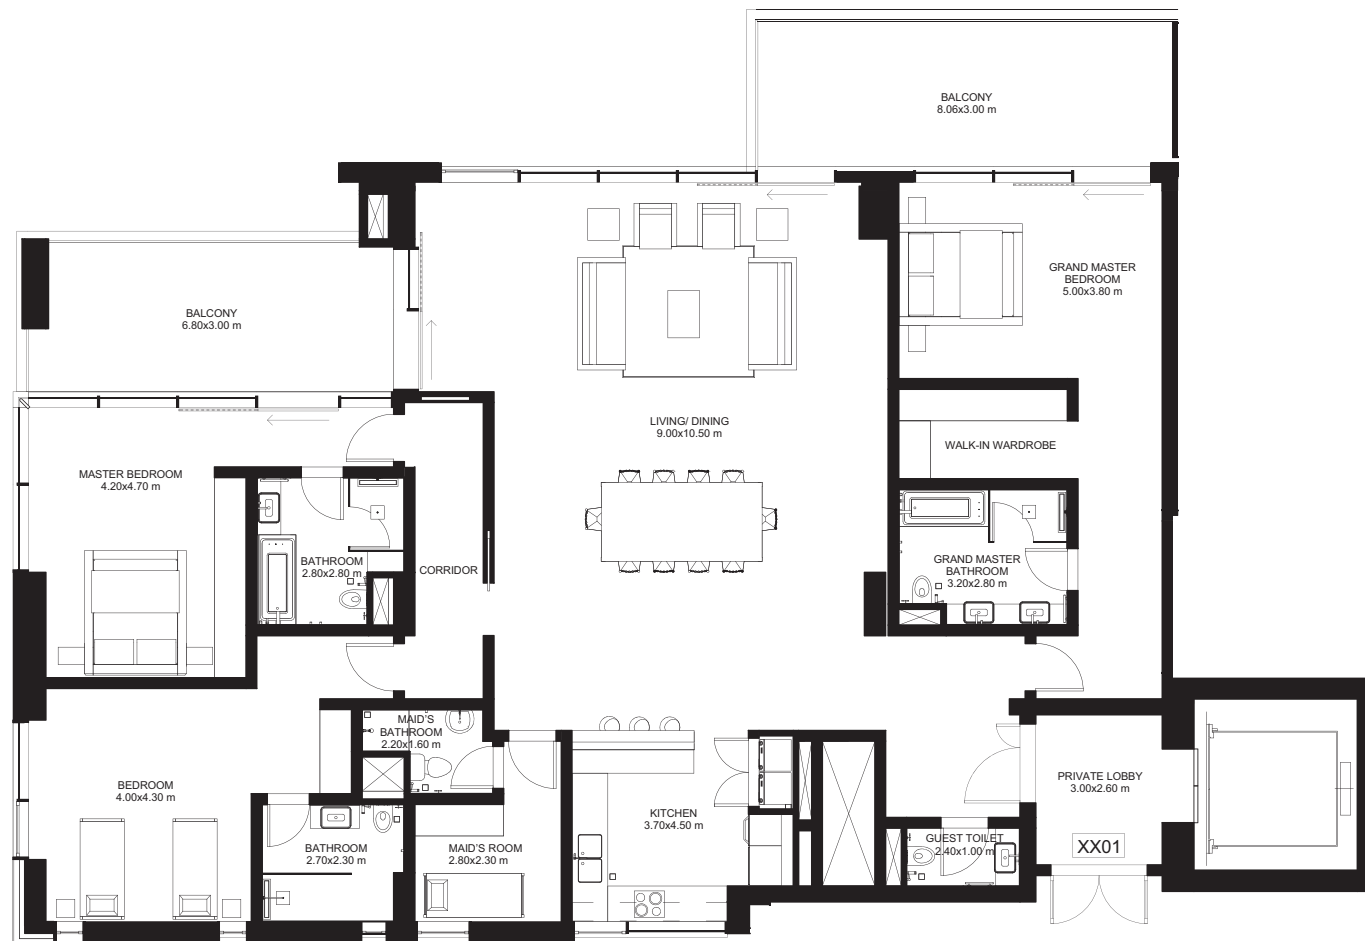 BALCONY
8.06x3.00 m
GRAND MASTER
BEDROOM
5.00x3.80 m
BALCONY
6.80x3.00 m
LIVING/ DINING
9.00x10.50 m
WALK-IN WARDROBE
MASTER BEDROOM
4.20x4.70 m
BATHROOM
2.80x2.80 m
CORRIDOR
GRAND MASTER
BATHROOM
3.20x2.80 m
MAID'S
BATHROOM
2.20x1.60 m
BEDROOM
4.00x4.30 m
PRIVATE LOBBY
3.00x2.60 m
KITCHEN
3.70x4.50 m
BATHROOM
2.70x2.30 m
MAID'S ROOM
2.80x2.30 m
GUEST TOILET
2.40x1.00 m
XX01